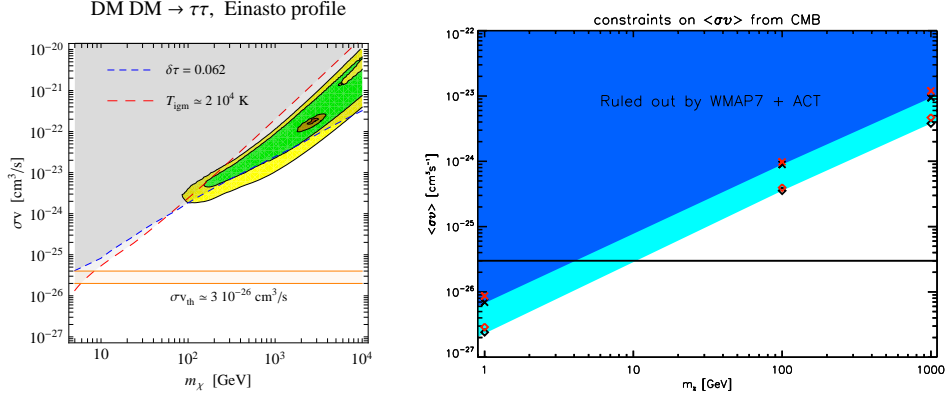 DM DM → ττ, Einasto profile
10⁻²⁰
10⁻²¹
10⁻²²
10⁻²³
10⁻²⁴
10⁻²⁵
10⁻²⁶
10⁻²⁷
σv [cm³/s]
δτ = 0.062
T_igm ≃ 2 10⁴ K
σv_th ≃ 3 10⁻²⁶ cm³/s
10 10² 10³ 10⁴
m_χ [GeV]
constraints on <σv> from CMB
10⁻²²
10⁻²³
10⁻²⁴
10⁻²⁵
10⁻²⁶
10⁻²⁷
<σv> [cm³s⁻¹]
Ruled out by WMAP7 + ACT
1 10 100 1000
m_χ [GeV]